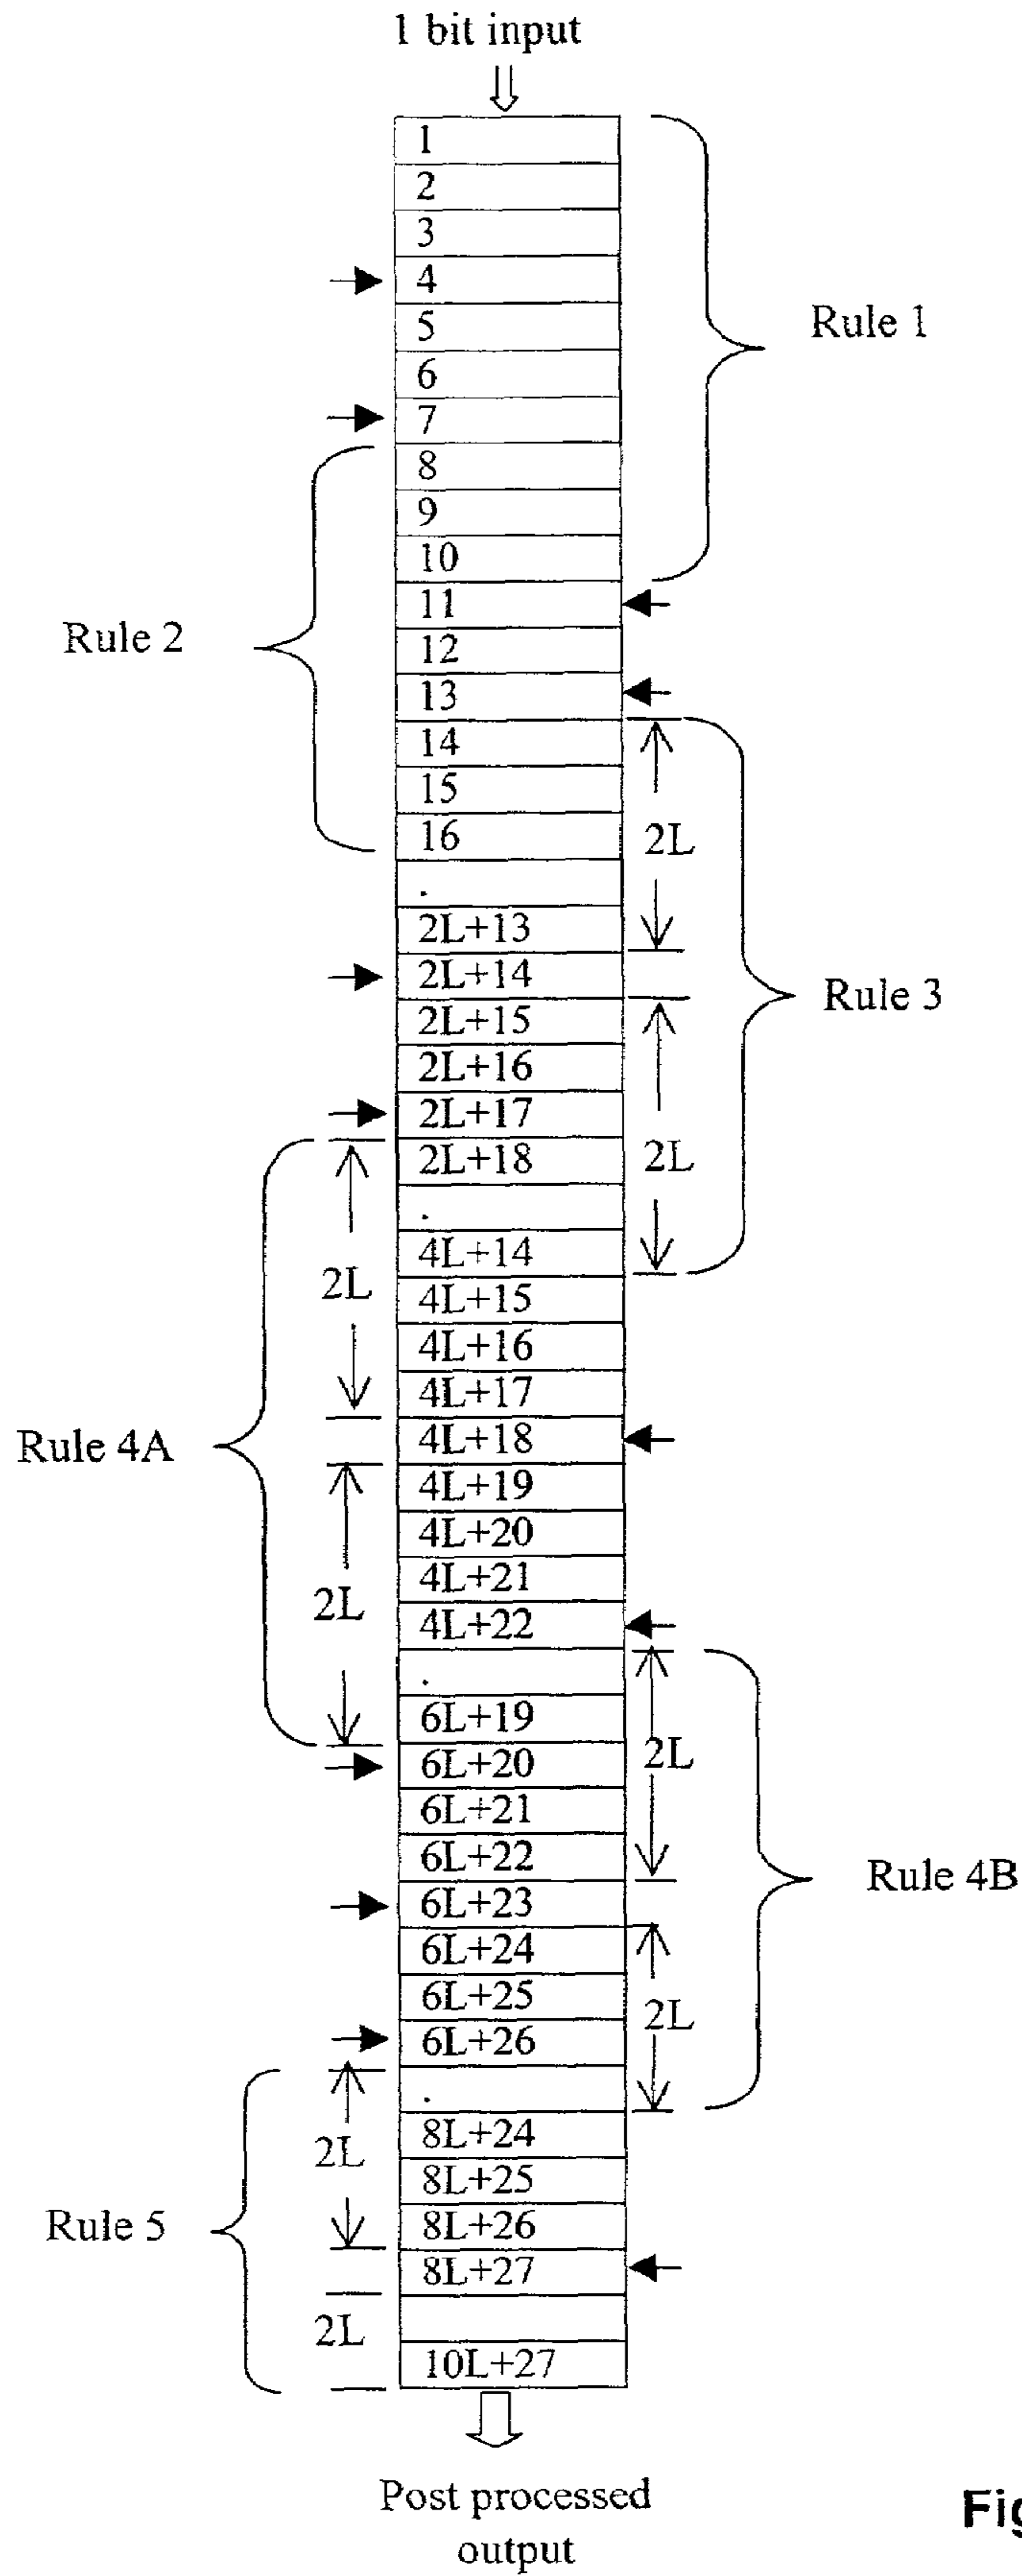 1 bit input
1
2
3
4
5
Rule 1
6
7
8
9
10
11
Rule 2
12
13
14
15
16
2L
.
2L+13
2L+14
Rule 3
2L+15
2L+16
2L+17
2L+18
2L
.
4L+14
2L
4L+15
4L+16
4L+17
Rule 4A
4L+18
4L+19
4L+20
4L+21
2L
4L+22
.
6L+19
6L+20
2L
6L+21
6L+22
Rule 4B
6L+23
6L+24
6L+25
2L
6L+26
.
8L+24
2L
8L+25
8L+26
Rule 5
8L+27
2L
10L+27
Post processed
output